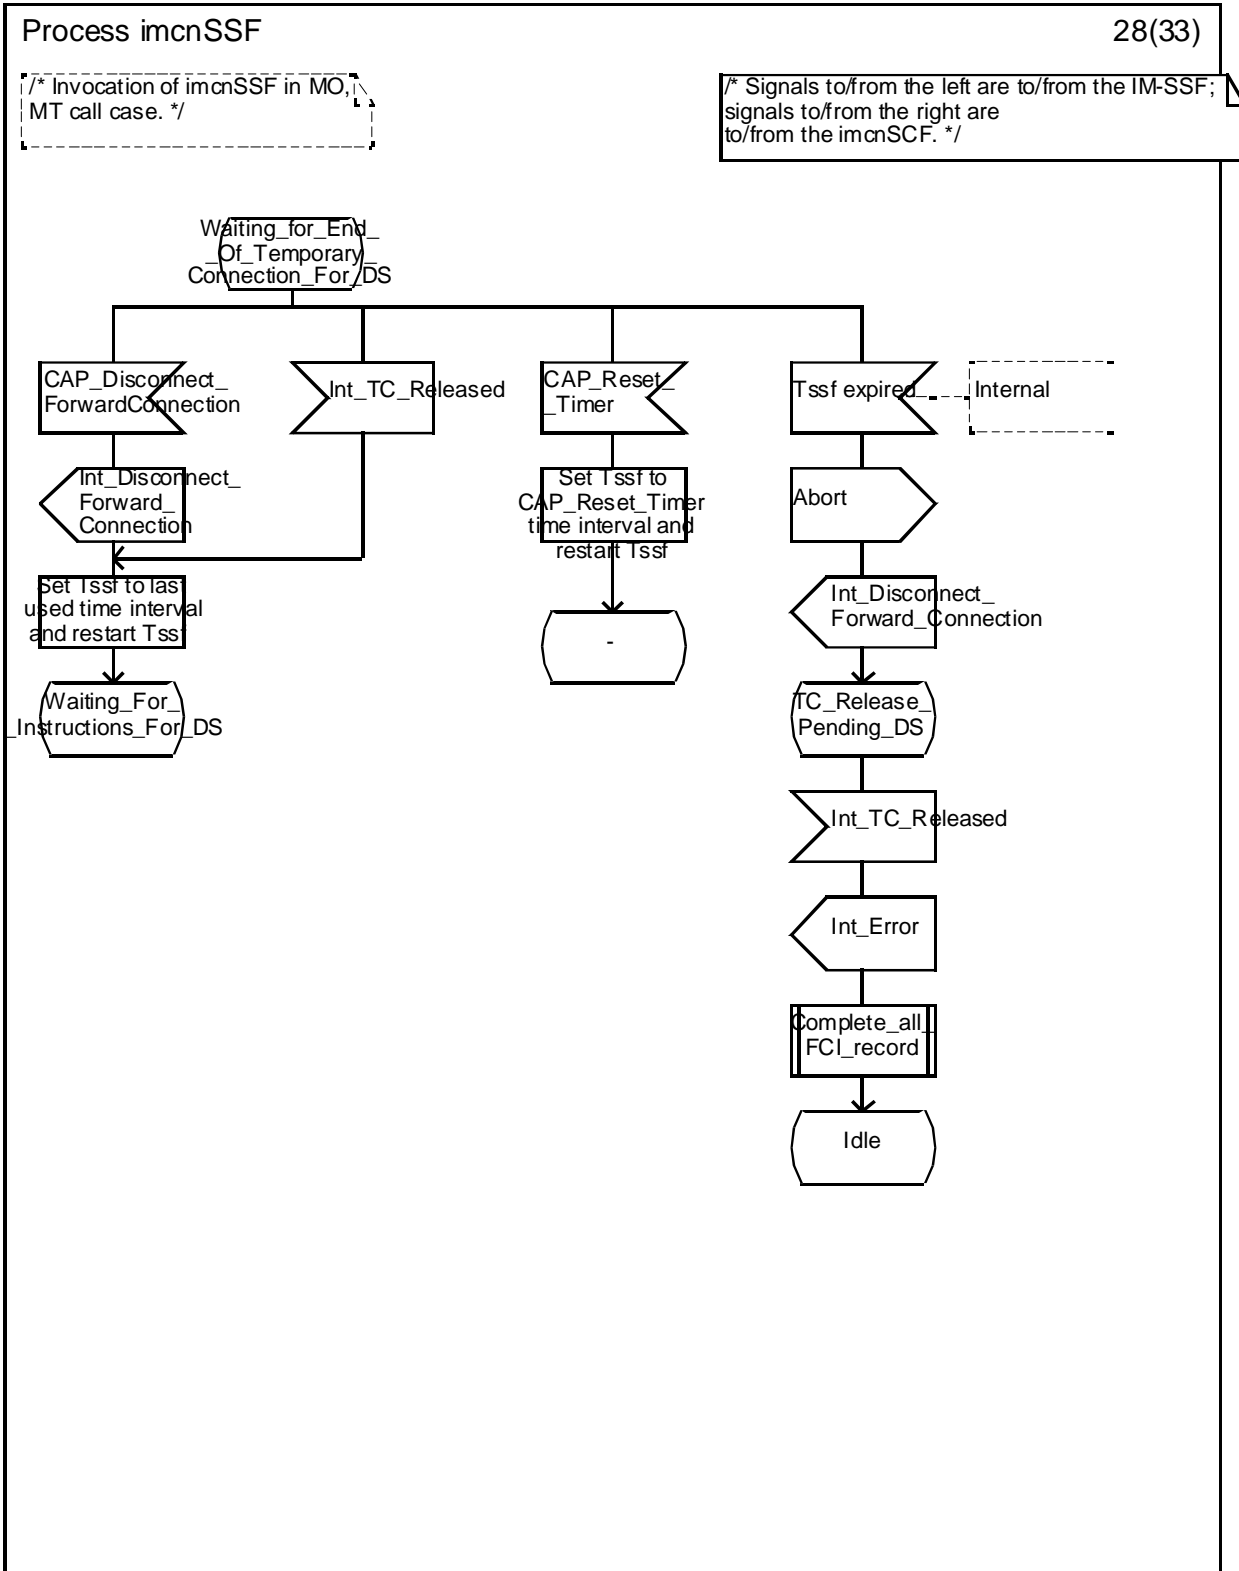 Process imcnSSF
28(33)
/* Invocation of imcnSSF in MO,
MT call case. */
/* Signals to/from the left are to/from the IM-SSF;
signals to/from the right are
to/from the imcnSCF. */
Waiting_for_End_
_Of_Temporary_
Connection_For_DS
CAP_Disconnect_
ForwardConnection
Int_TC_Released
CAP_Reset_
_Timer
Tssf expired
Internal
Int_Disconnect_
Forward_
Connection
Set Tssf to
CAP_Reset_Timer
time interval and
restart Tssf
Abort
Set Tssf to last
used time interval
and restart Tssf
Int_Disconnect_
Forward_Connection
-
Waiting_For_
_Instructions_For_DS
TC_Release_
Pending_DS
Int_TC_Released
Int_Error
Complete_all_
FCI_record
Idle